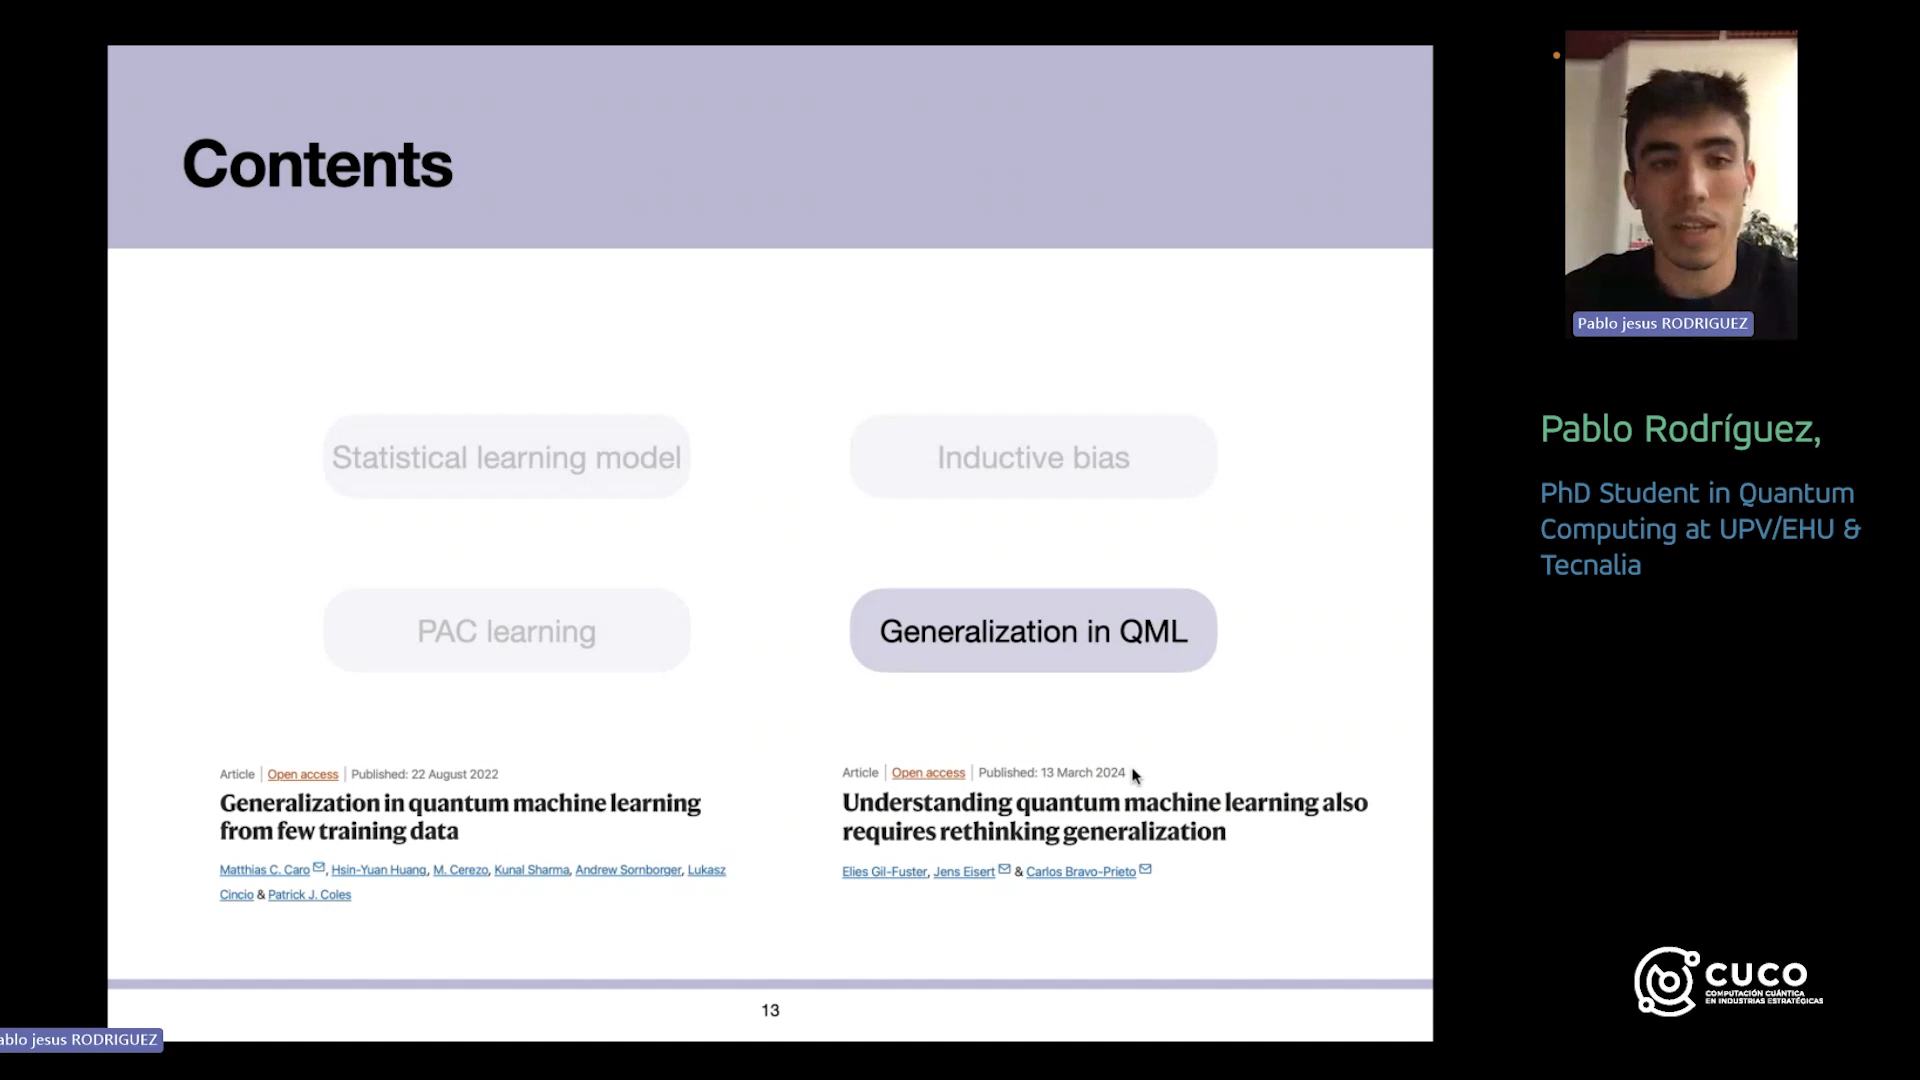 Contents
Statistical learning model
Inductive bias
PAC learning
Generalization in QML
Article | Open access | Published: 22 August 2022
Generalization in quantum machine learning
from few training data
Matthias C. Caro, Hsin-Yuan Huang, M. Cerezo, Kunal Sharma, Andrew Sornborger, Lukasz
Cincio & Patrick J. Coles
Article | Open access | Published: 13 March 2024
Understanding quantum machine learning also
requires rethinking generalization
Elies Gil-Fuster, Jens Eisert & Carlos Bravo-Prieto
13
ablo jesus RODRIGUEZ
Pablo jesus RODRIGUEZ
Pablo Rodríguez,
PhD Student in Quantum
Computing at UPV/EHU &
Tecnalia
CUCO
COMPUTACIÓN CUÁNTICA
EN INDUSTRIAS ESTRATÉGICAS